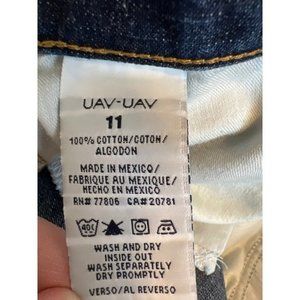 UAV-UAV
11
100% COTTON/COTON/
ALGODON
MADE IN MEXICO/
FABRIQUE AU MEXIQUE/
HECHO EN MEXICO
RN# 77806 CA# 20781
WASH AND DRY
INSIDE OUT
WASH SEPARATELY
DRY PROMPTLY
VERSO/AL REVERSO